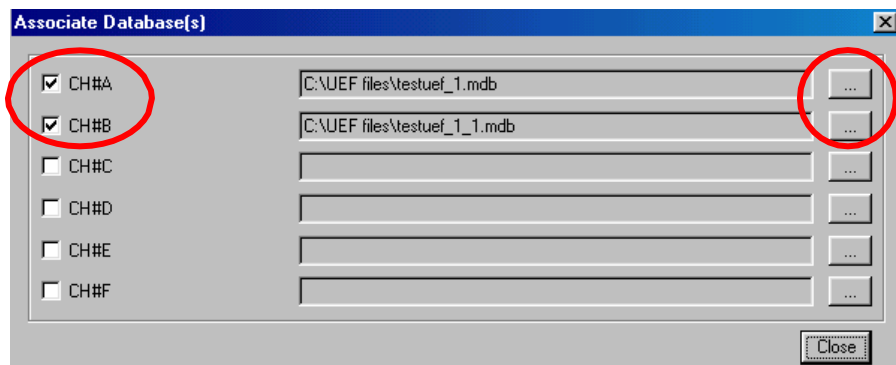 Associate Database(s)
CH#A C:\UEF files\testuef_1.mdb ...
CH#B C:\UEF files\testuef_1_1.mdb ...
CH#C ...
CH#D ...
CH#E ...
CH#F ...
Close